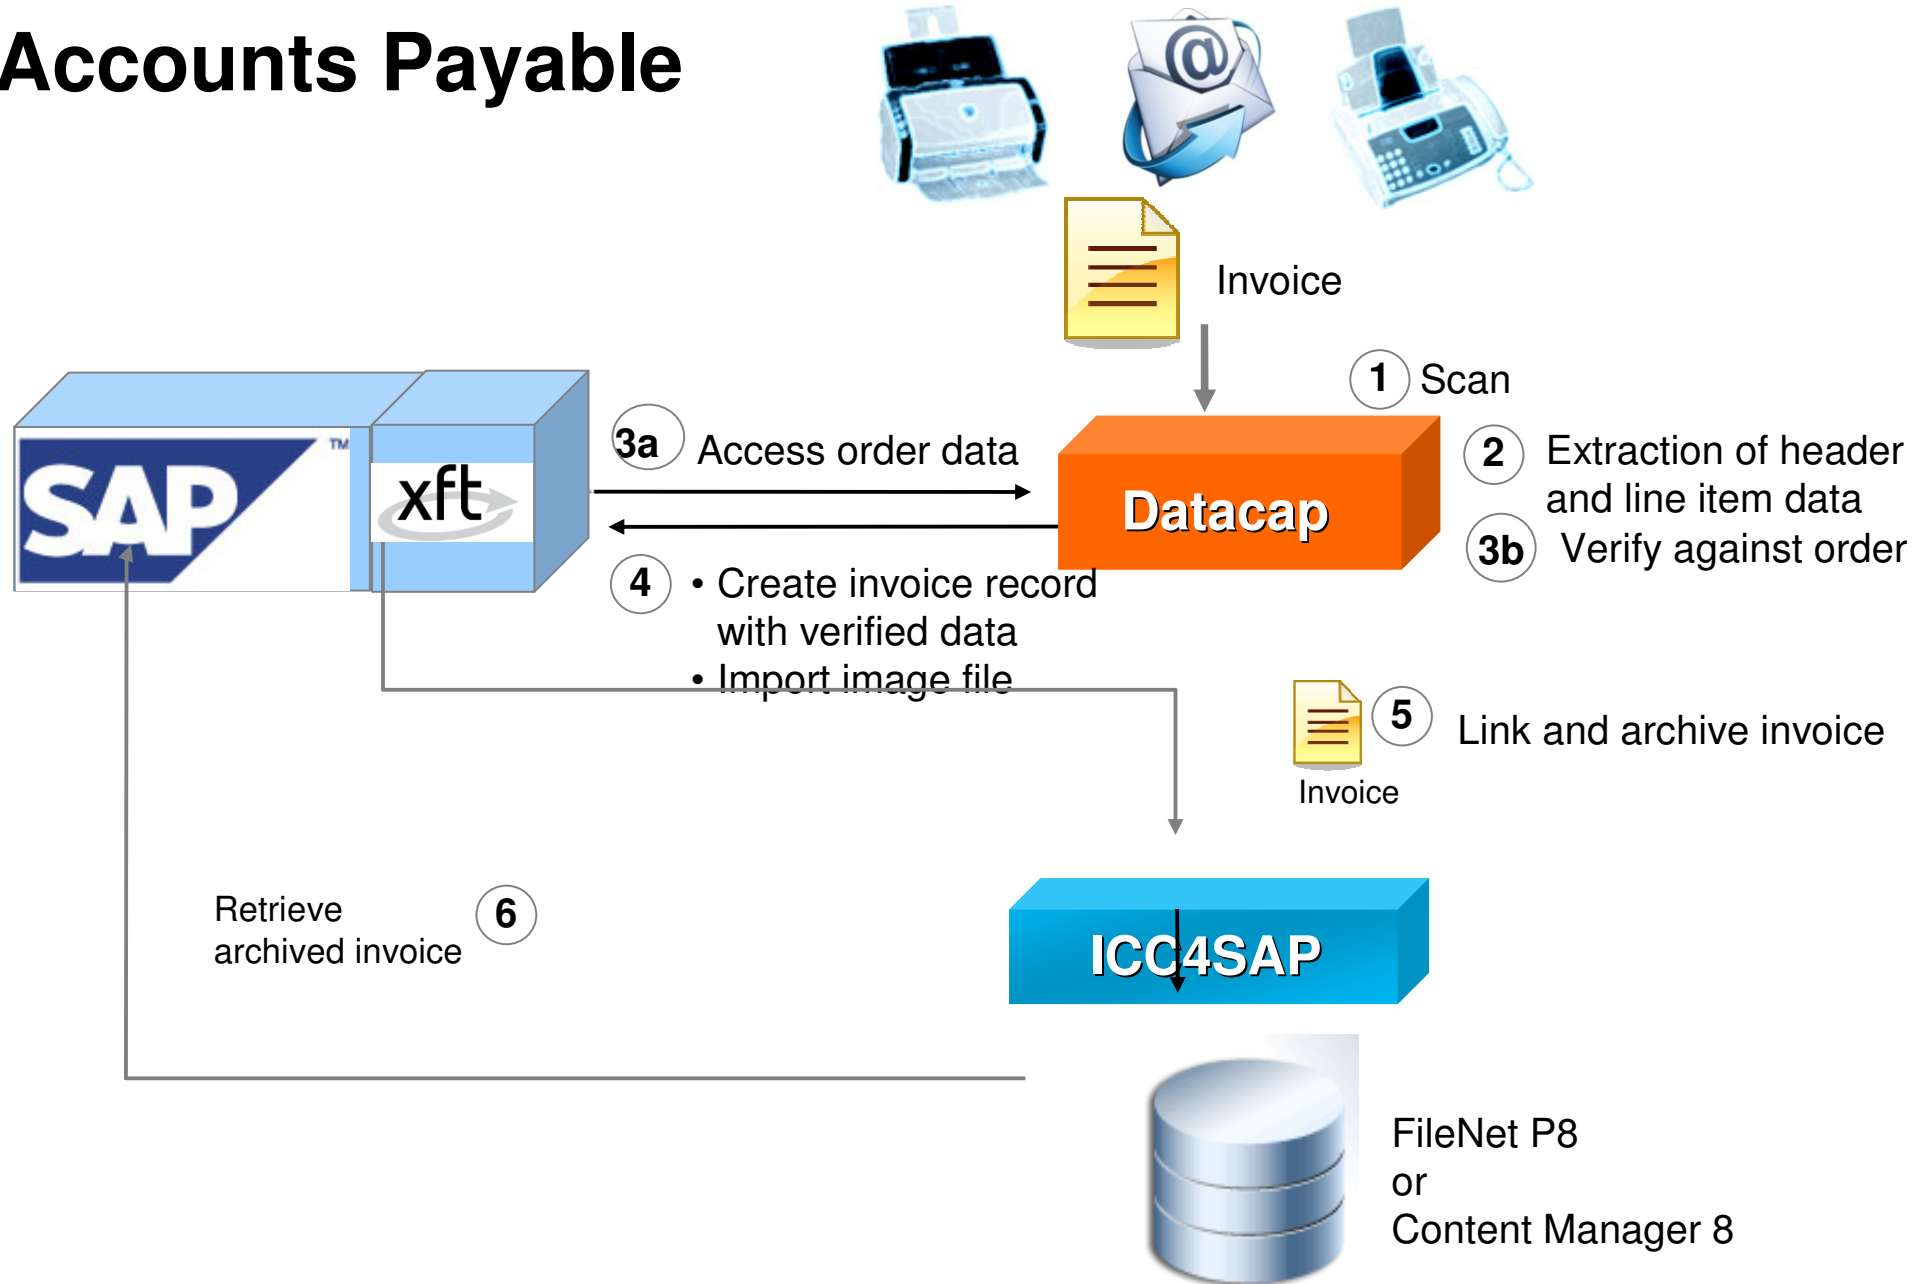 Accounts Payable
@
Invoice
1 Scan
SAP
TM
xft
3a Access order data
Datacap
2 Extraction of header
and line item data
3b Verify against order
4 • Create invoice record
with verified data
• Import image file
5 Link and archive invoice
Invoice
Retrieve
archived invoice
6
ICC4SAP
FileNet P8
or
Content Manager 8